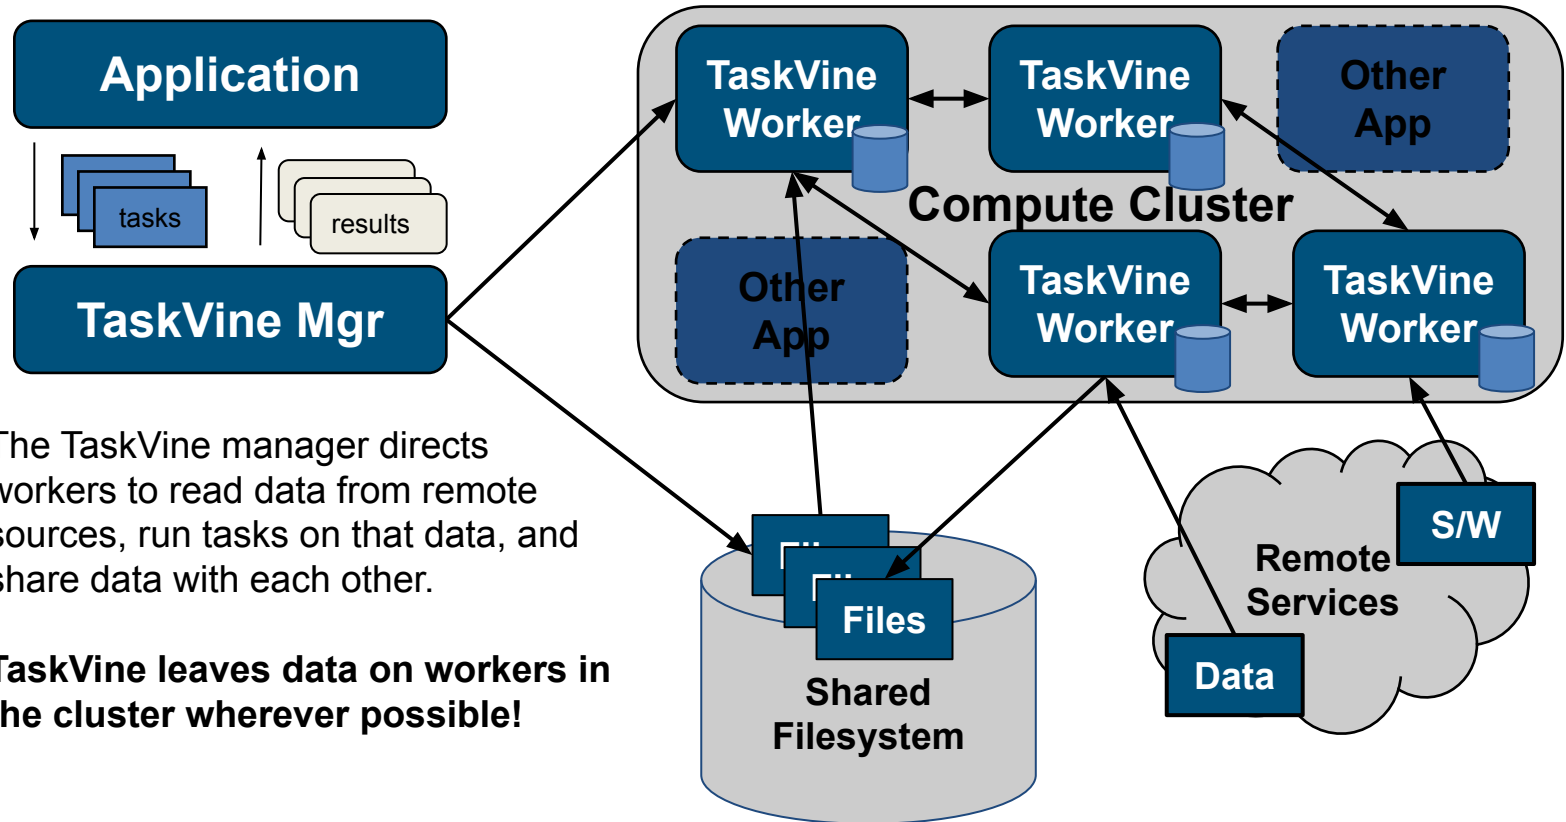 Application
tasks
results
TaskVine Mgr
The TaskVine manager directs
workers to read data from remote
sources, run tasks on that data, and
share data with each other.
TaskVine leaves data on workers in
the cluster wherever possible!
TaskVine
Worker
TaskVine
Worker
Other
App
Compute Cluster
Other
App
TaskVine
Worker
TaskVine
Worker
Files
Shared
Filesystem
S/W
Remote
Services
Data